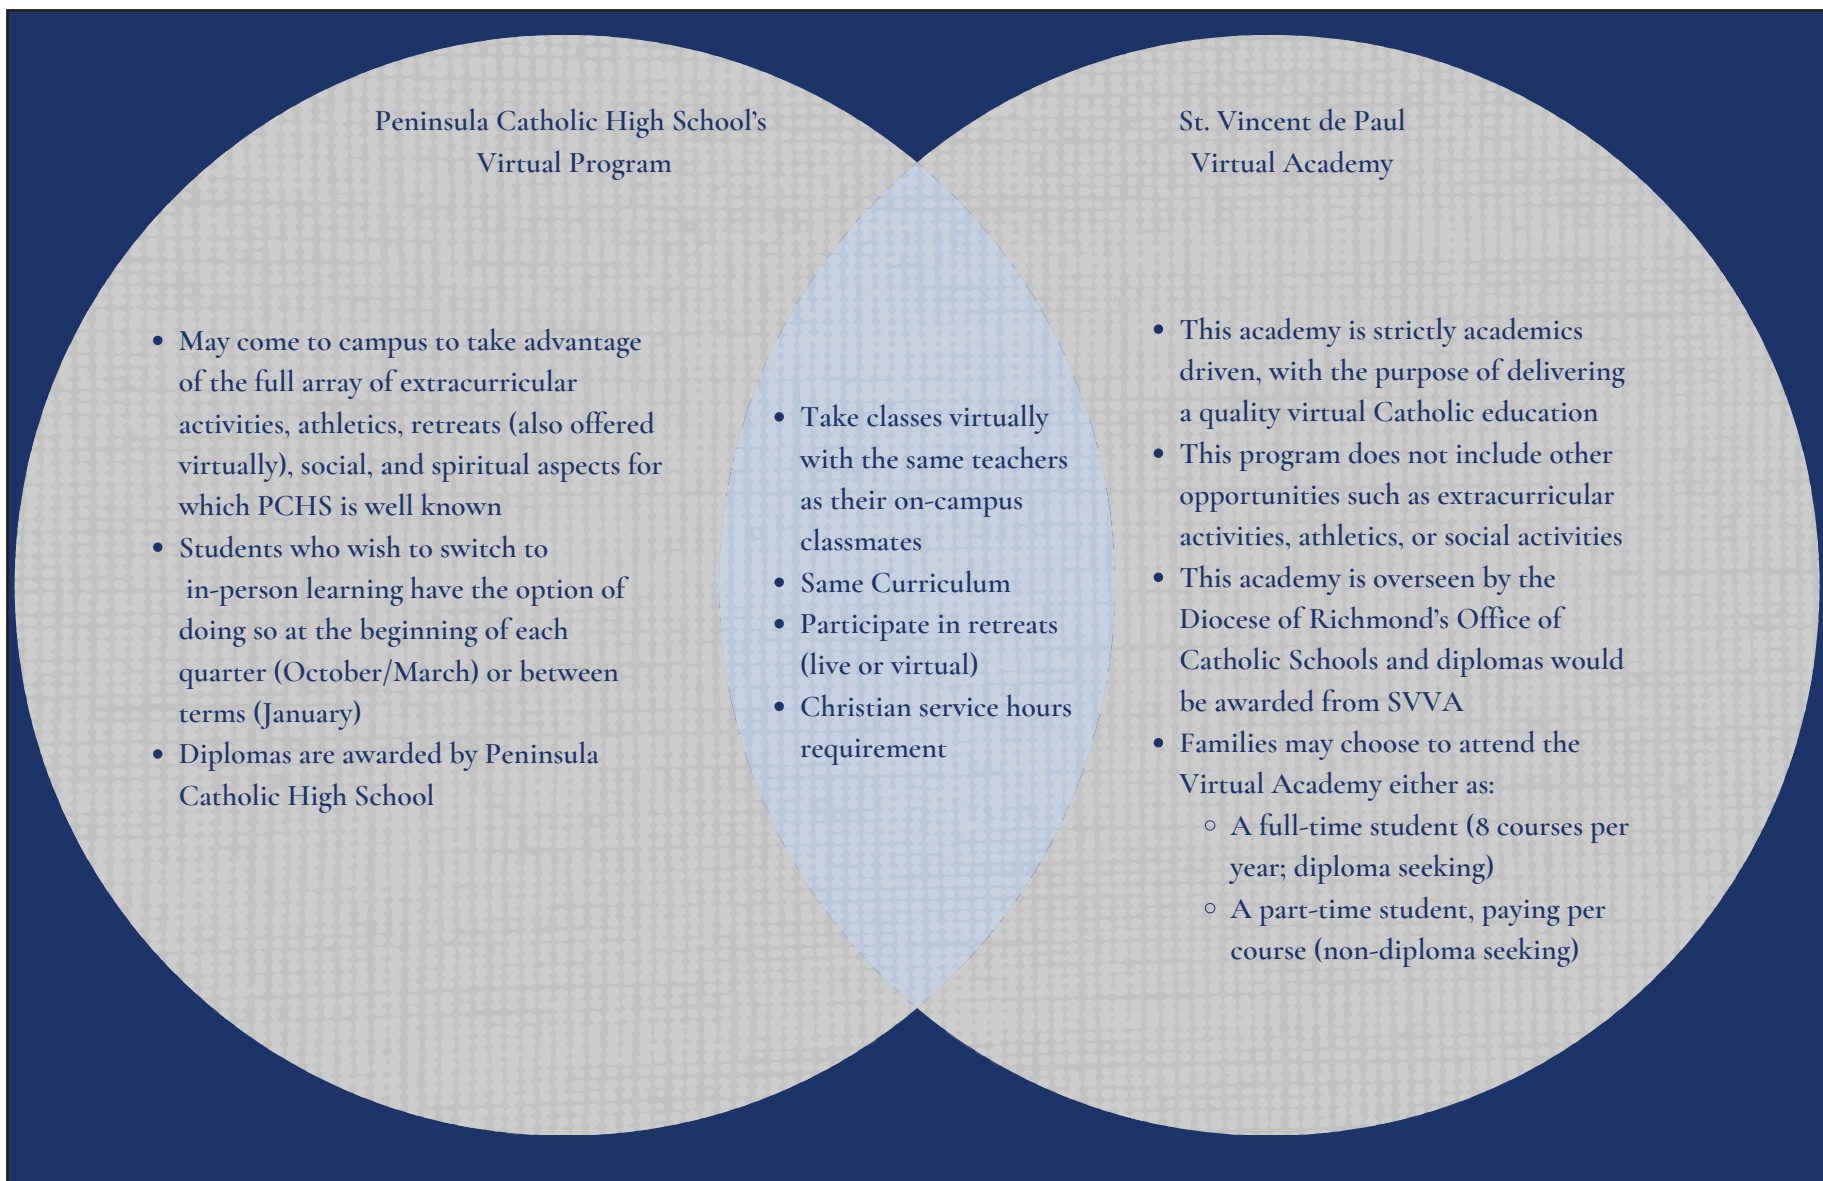 Peninsula Catholic High School's
Virtual Program
• May come to campus to take advantage
of the full array of extracurricular
activities, athletics, retreats (also offered
virtually), social, and spiritual aspects for
which PCHS is well known
• Students who wish to switch to
in-person learning have the option of
doing so at the beginning of each
quarter (October/March) or between
terms (January)
• Diplomas are awarded by Peninsula
Catholic High School
• Take classes virtually
with the same teachers
as their on-campus
classmates
• Same Curriculum
• Participate in retreats
(live or virtual)
• Christian service hours
requirement
St. Vincent de Paul
Virtual Academy
• This academy is strictly academics
driven, with the purpose of delivering
a quality virtual Catholic education
• This program does not include other
opportunities such as extracurricular
activities, athletics, or social activities
• This academy is overseen by the
Diocese of Richmond's Office of
Catholic Schools and diplomas would
be awarded from SVVA
• Families may choose to attend the
Virtual Academy either as:
◦ A full-time student (8 courses per
year; diploma seeking)
◦ A part-time student, paying per
course (non-diploma seeking)